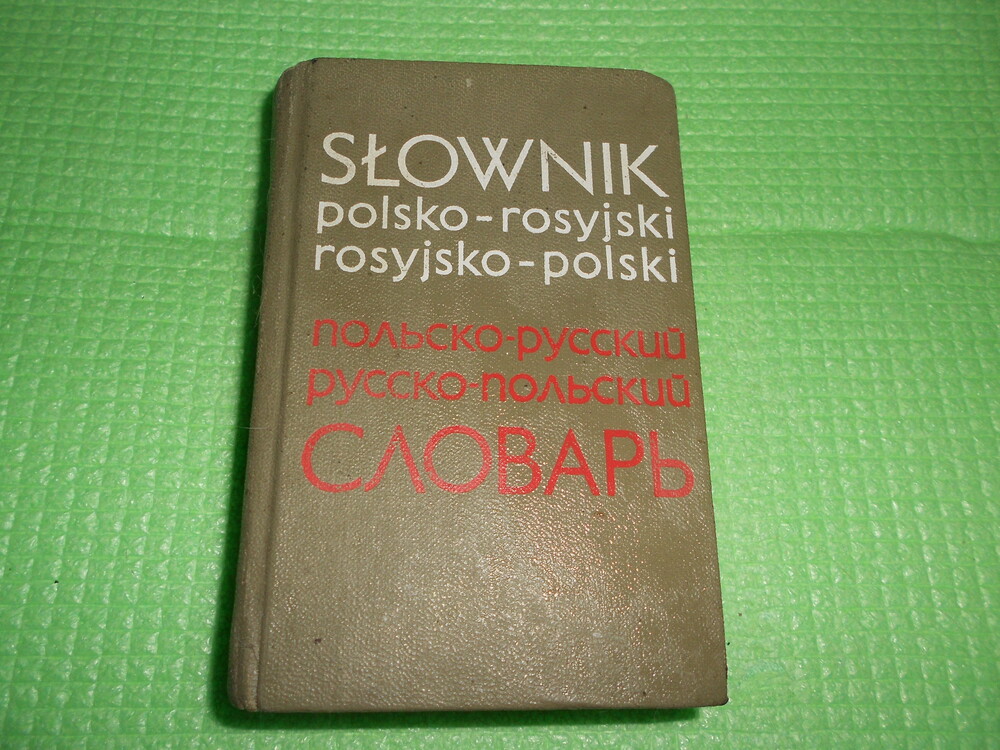 SŁOWNIK
polsko-rosyjski
rosyjsko-polski
польско-русский
русско-польский
СЛОВАРЬ